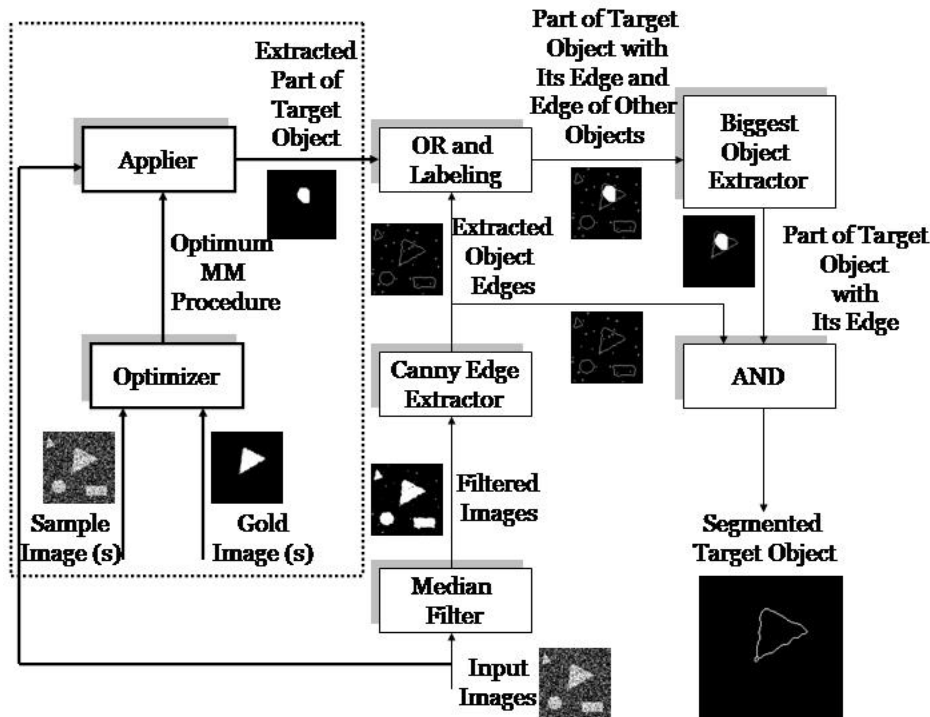 Extracted
Part of
Target
Object
Part of Target
Object with
Its Edge and
Edge of Other
Objects
Applier
OR and
Labeling
Biggest
Object
Extractor
Optimum
MM
Procedure
Extracted
Object
Edges
Part of Target
Object
with
Its Edge
Optimizer
Canny Edge
Extractor
AND
Sample
Image (s)
Gold
Image (s)
Filtered
Images
Segmented
Target Object
Median
Filter
Input
Images